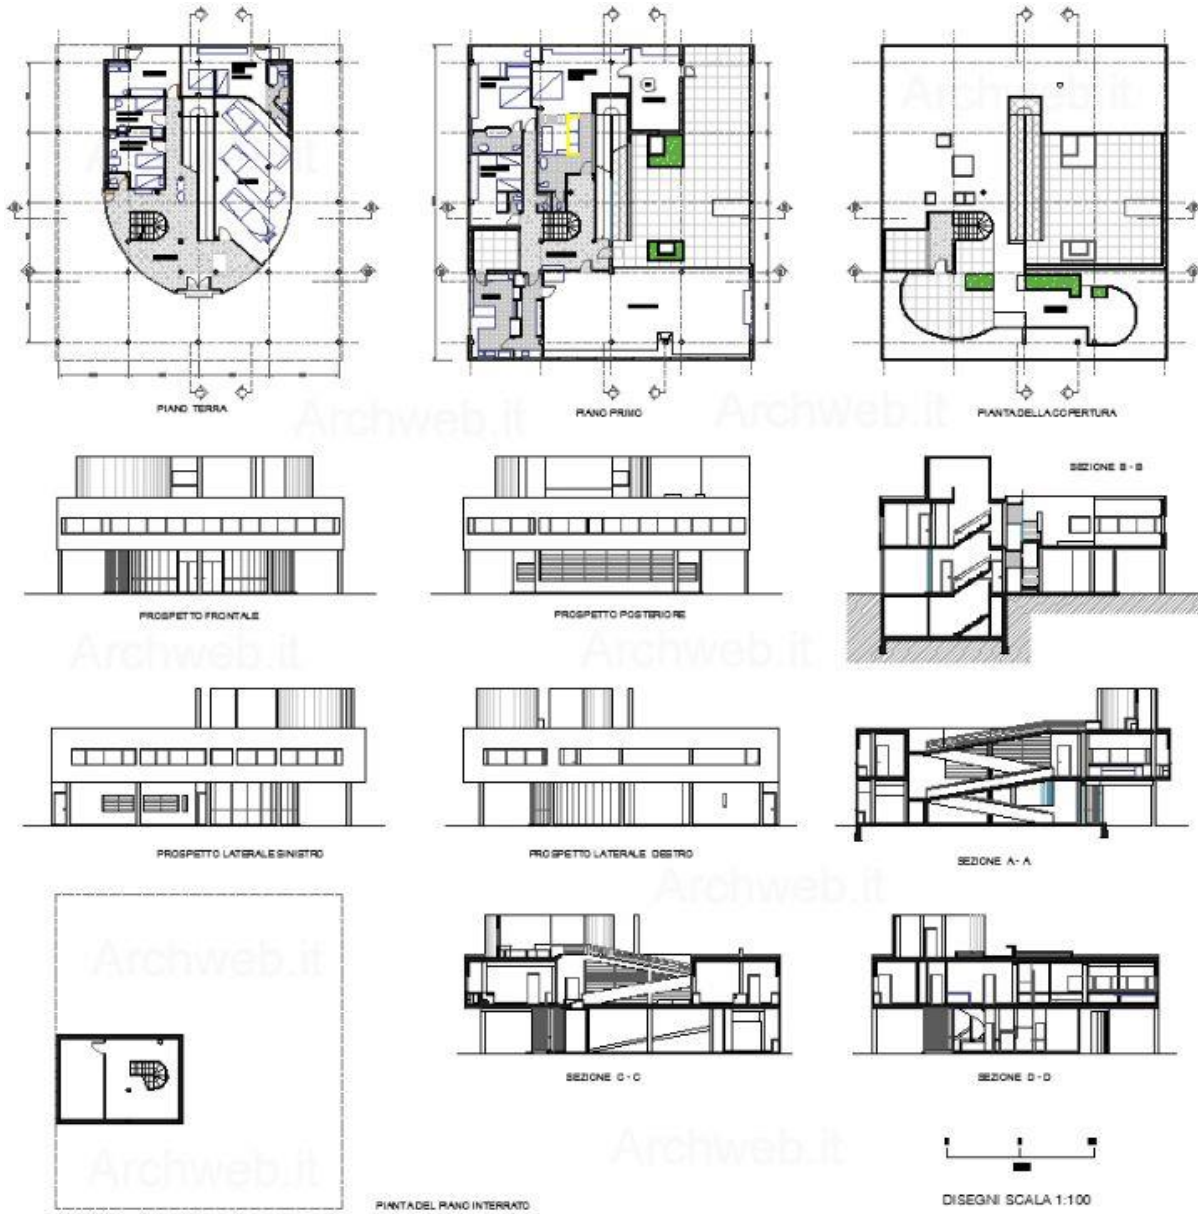 Archweb.it
PIANO TERRA
PIANO PRIMO
PIANTA DELLA COPERTURA
Archweb.it
Archweb.it
SEZIONE B - B
PROSPETTO FRONTALE
PROSPETTO POSTERIORE
Archweb.it
Archweb.it
PROSPETTO LATERALE SINISTRO
PROSPETTO LATERALE DESTRO
SEZIONE A - A
Archweb.it
Archweb.it
SEZIONE C - C
SEZIONE D - D
Archweb.it
Archweb.it
PIANTA DEL PIANO INTERRATO
DISEGNI SCALA 1:100